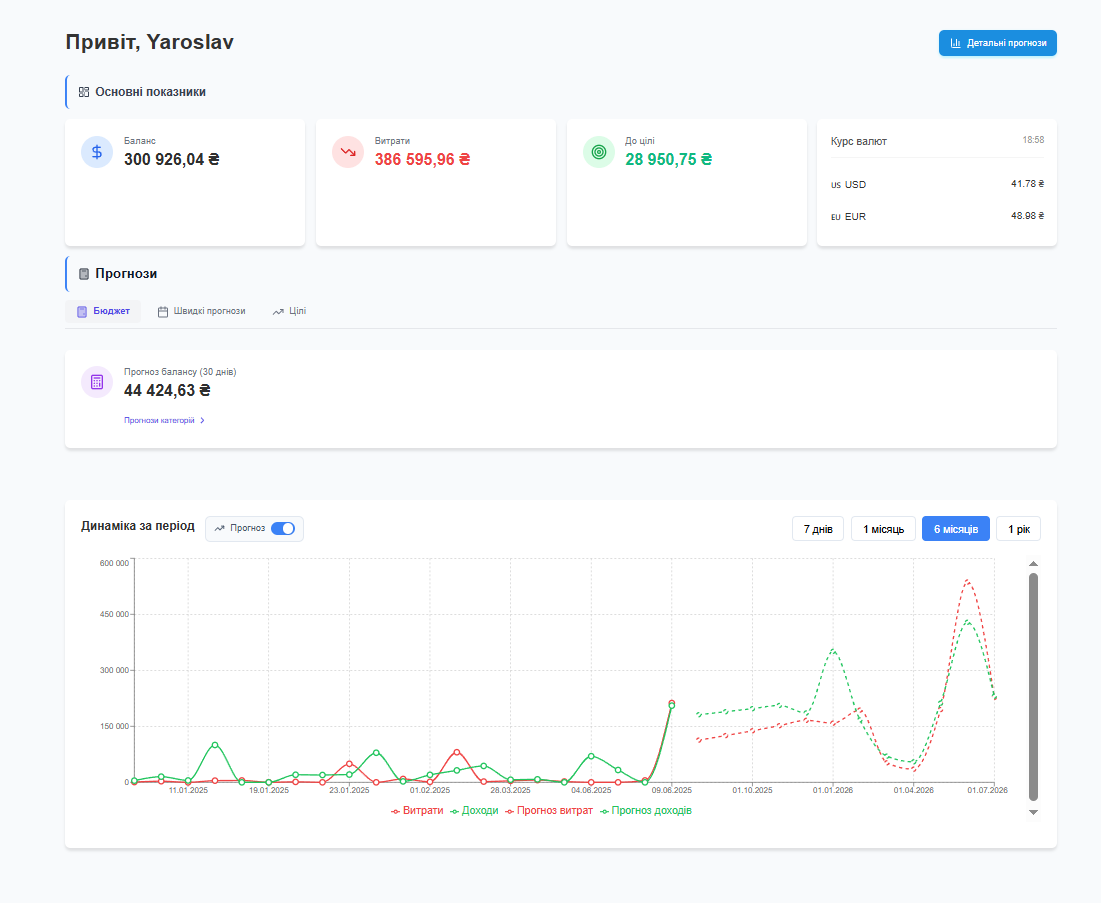 Привіт, Yaroslav
Детальні прогнози
Основні показники
Баланс
300 926,04 ₴
Витрати
386 595,96 ₴
До цілі
28 950,75 ₴
Курс валют 18:58
US USD 41.78 ₴
EU EUR 48.98 ₴
Прогнози
Бюджет Швидкі прогнози Цілі
Прогноз балансу (30 днів)
44 424,63 ₴
Прогнози категорій
Динаміка за період Прогноз 7 днів 1 місяць 6 місяців 1 рік
600 000
450 000
300 000
150 000
0
11.01.2025 19.01.2025 23.01.2025 01.02.2025 28.03.2025 04.06.2025 09.06.2025 01.10.2025 01.01.2026 01.04.2026 01.07.2026
Витрати Доходи Прогноз витрат Прогноз доходів